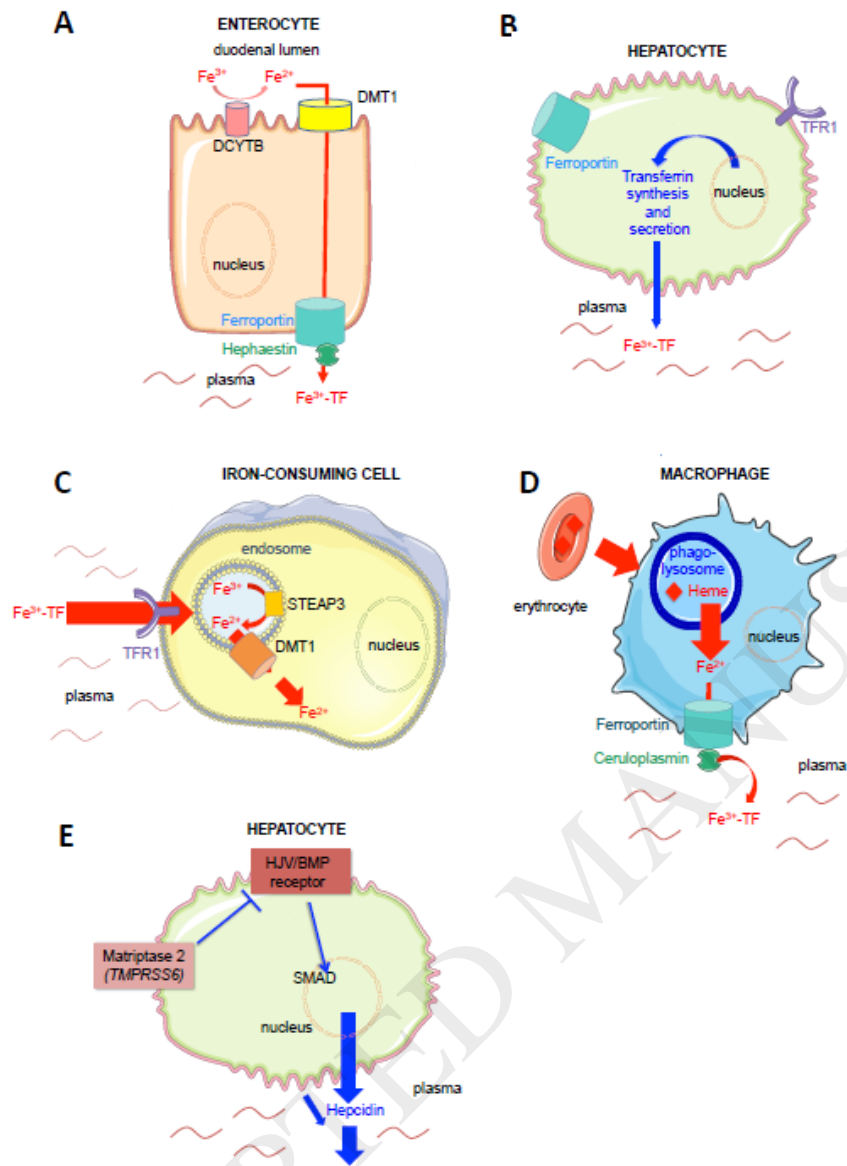 A
ENTEROCYTE
duodenal lumen
Fe³⁺
Fe²⁺
DMT1
DCYTB
nucleus
Ferroportin
Hephaestin
plasma
Fe³⁺-TF
B
HEPATOCYTE
TFR1
Ferroportin
Transferrin
synthesis
and
secretion
nucleus
plasma
Fe³⁺-TF
C
IRON-CONSUMING CELL
endosome
Fe³⁺
STEAP3
Fe³⁺-TF
Fe²⁺
TFR1
DMT1
nucleus
plasma
Fe²⁺
D
MACROPHAGE
phago-
lysosome
Heme
erythrocyte
nucleus
Fe²⁺
Ferroportin
Ceruloplasmin
plasma
Fe³⁺-TF
E
HEPATOCYTE
HJV/BMP
receptor
Matriptase 2
(TMPRSS6)
SMAD
nucleus
plasma
Hepcidin